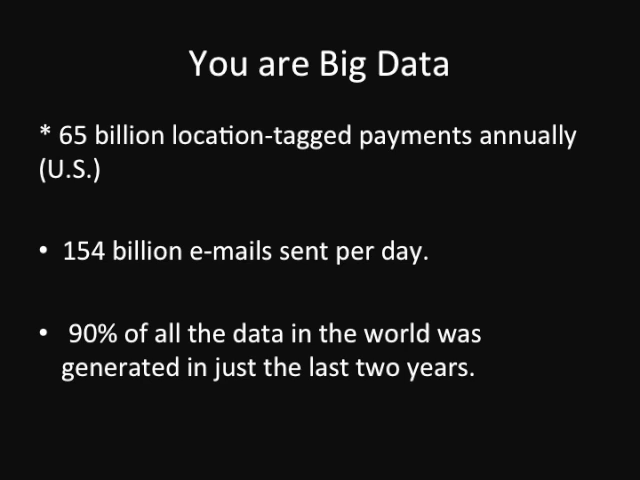 You are Big Data
* 65 billion location-tagged payments annually
(U.S.)
• 154 billion e-mails sent per day.
• 90% of all the data in the world was
generated in just the last two years.